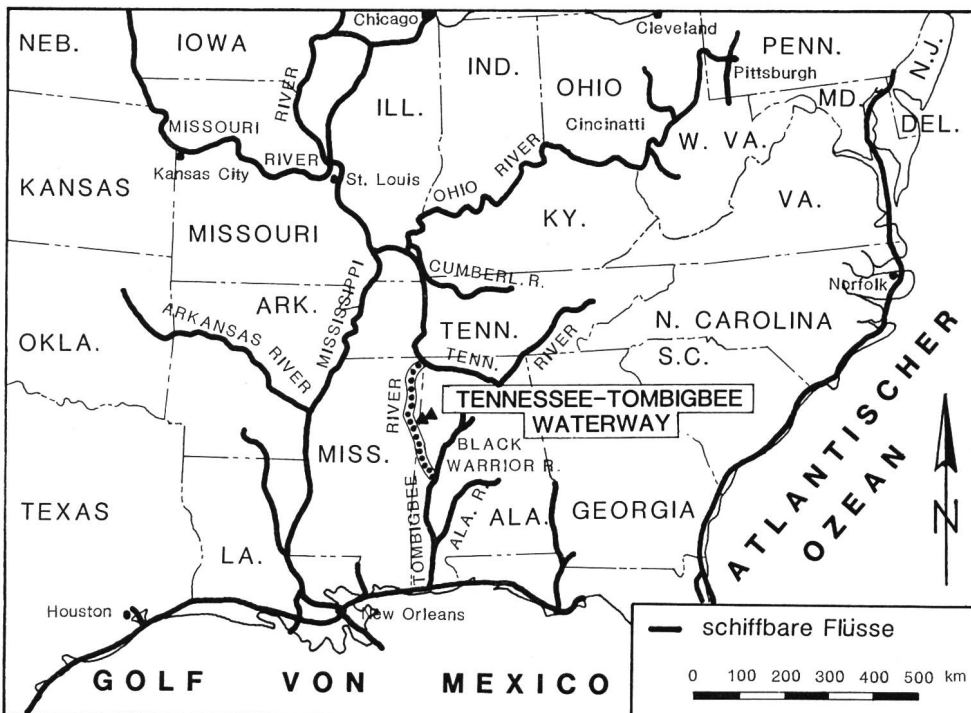 NEB.
IOWA
Chicago
Cleveland
PENN.
N.J.
IND.
OHIO
Pittsburgh
MD.
DEL.
RIVER
ILL.
MISSOURI
RIVER
Kansas City
St. Louis
Cincinatti
W. VA.
KANSAS
OHIO RIVER
VA.
MISSOURI
KY.
CUMBERL. R.
Norfolk
ARK.
MISSISSIPPI
ARKANSAS RIVER
OKLA.
TENN.
TENN. RIVER
N. CAROLINA
S.C.
TENNESSEE-TOMBIGBEE
WATERWAY
RIVER
TOMBIGBEE
MISS.
BLACK
WARRIOR R.
ALA. R.
ALA.
GEORGIA
TEXAS
LA.
ATLANTISCHER
OZEAN
N
Houston
New Orleans
GOLF VON MEXICO
schiffbare Flüsse
0 100 200 300 400 500 km